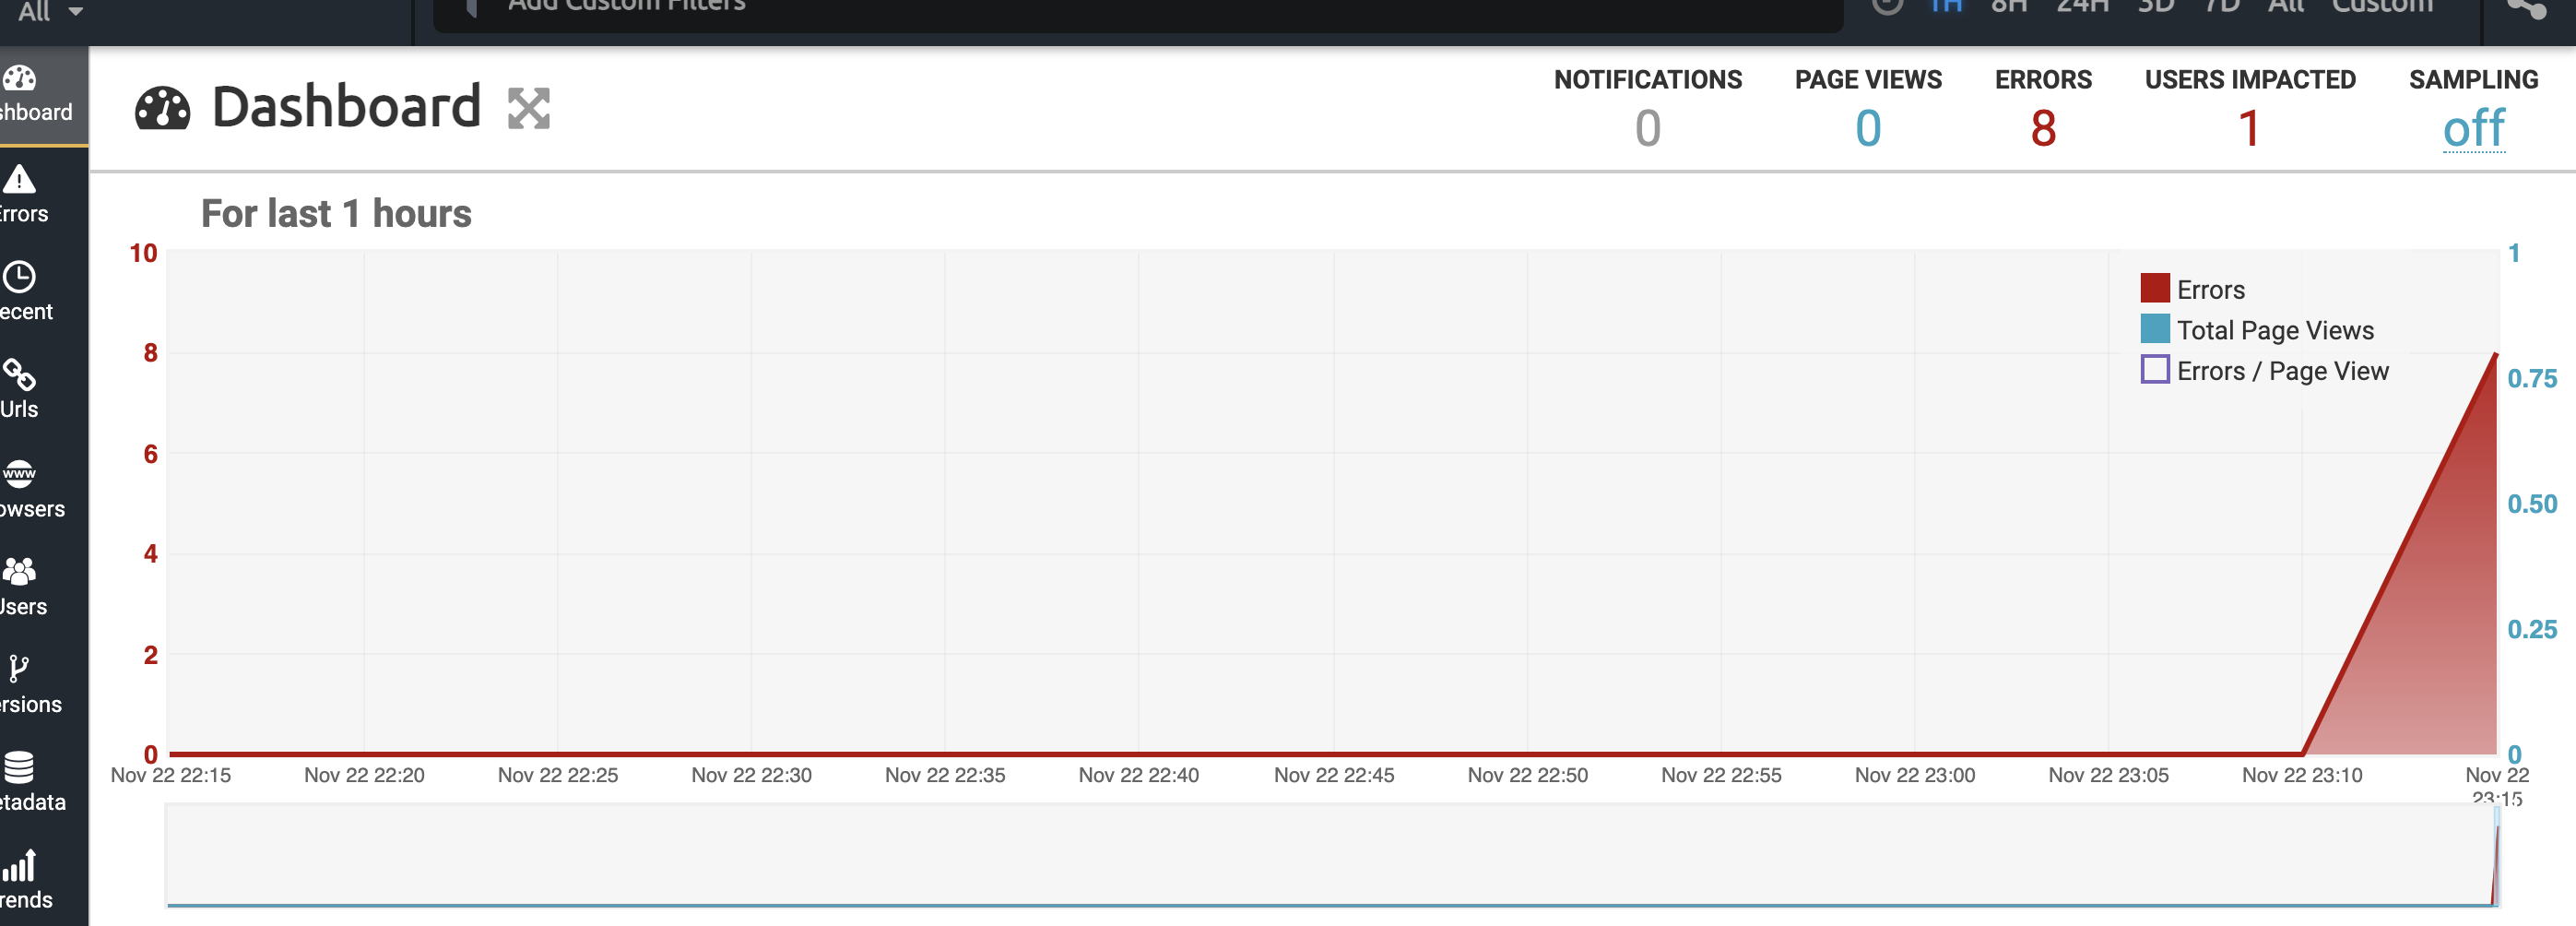 All
Add Custom Filters
1H 8H 24H 3D 7D All Custom
shboard
Errors
ecent
Urls
owsers
Users
ersions
etadata
rends
Dashboard
NOTIFICATIONS
0
PAGE VIEWS
0
ERRORS
8
USERS IMPACTED
1
SAMPLING
off
For last 1 hours
10
8
6
4
2
0
1
0.75
0.50
0.25
0
Errors
Total Page Views
Errors / Page View
Nov 22 22:15
Nov 22 22:20
Nov 22 22:25
Nov 22 22:30
Nov 22 22:35
Nov 22 22:40
Nov 22 22:45
Nov 22 22:50
Nov 22 22:55
Nov 22 23:00
Nov 22 23:05
Nov 22 23:10
Nov 22
23:15
www